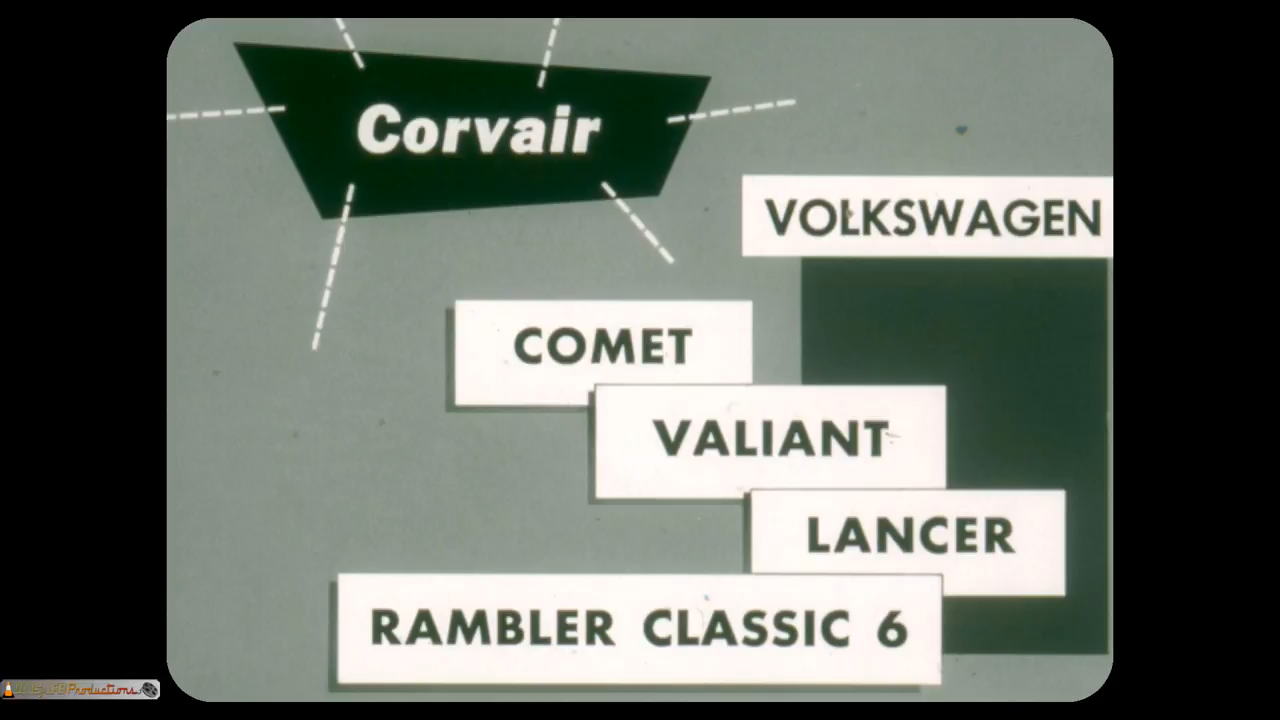 Corvair
VOLKSWAGEN
COMET
VALIANT
LANCER
RAMBLER CLASSIC 6